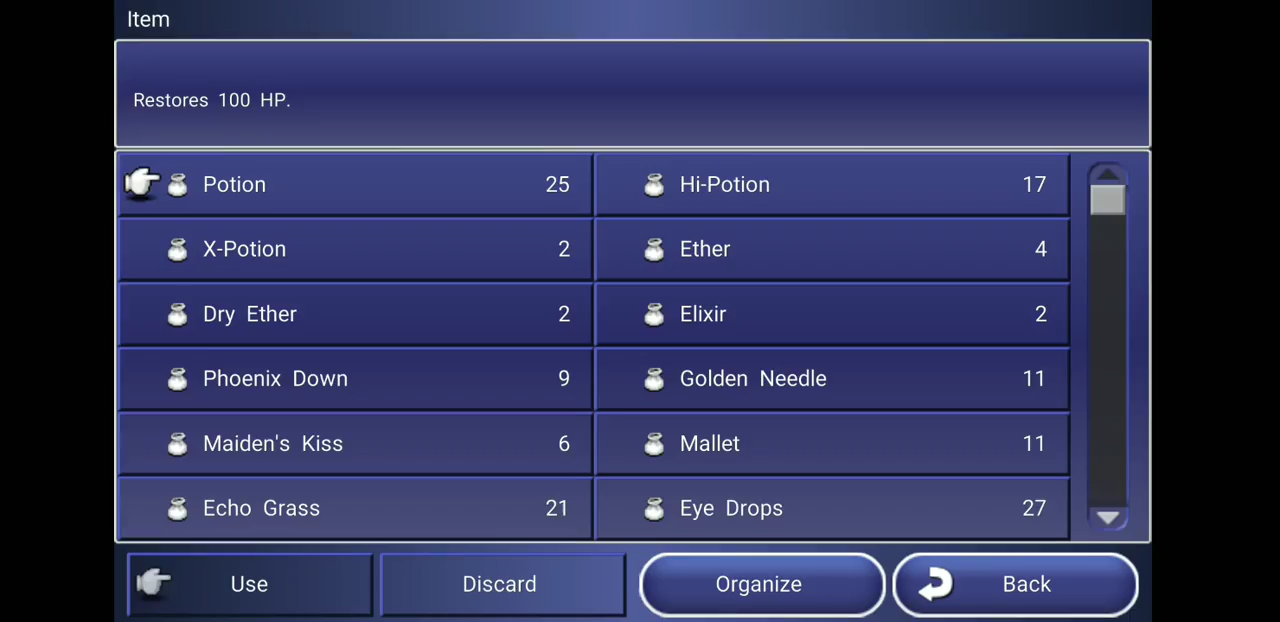 Item
Restores 100 HP.
Potion 25 Hi-Potion 17
X-Potion 2 Ether 4
Dry Ether 2 Elixir 2
Phoenix Down 9 Golden Needle 11
Maiden's Kiss 6 Mallet 11
Echo Grass 21 Eye Drops 27
Use Discard Organize Back